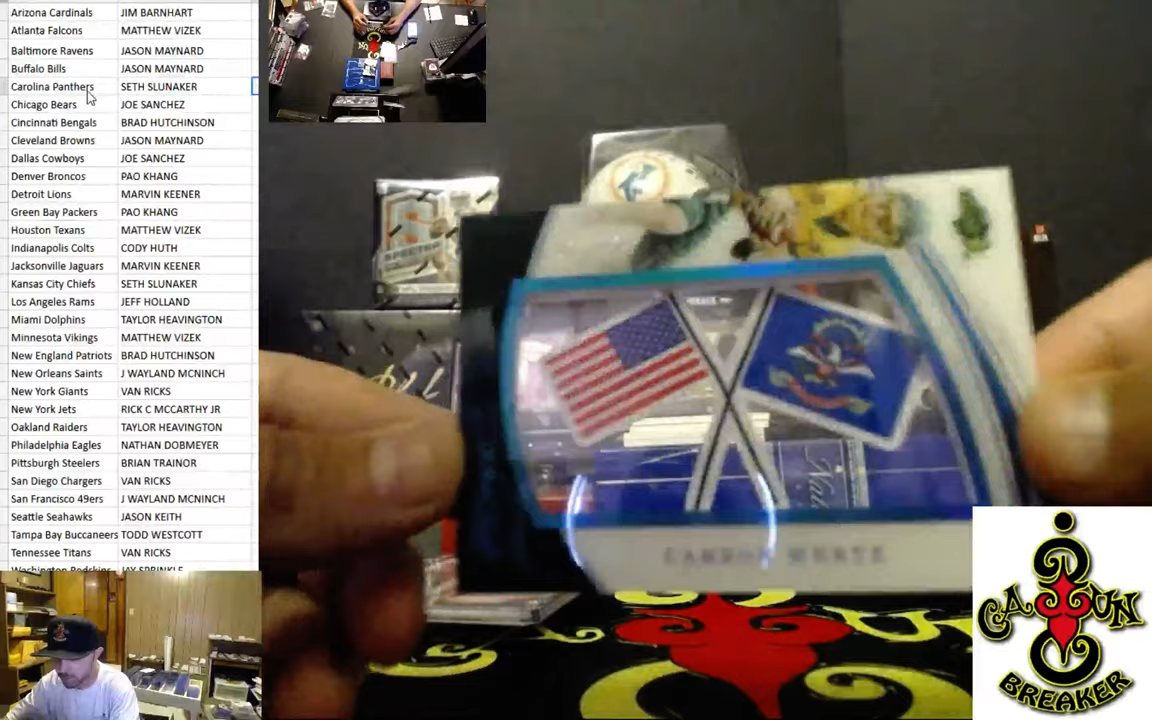 Arizona Cardinals JIM BARNHART
Atlanta Falcons MATTHEW VIZEK
Baltimore Ravens JASON MAYNARD
Buffalo Bills JASON MAYNARD
Carolina Panthers SETH SLUNAKER
Chicago Bears JOE SANCHEZ
Cincinnati Bengals BRAD HUTCHINSON
Cleveland Browns JASON MAYNARD
Dallas Cowboys JOE SANCHEZ
Denver Broncos PAO KHANG
Detroit Lions MARVIN KEENER
Green Bay Packers PAO KHANG
Houston Texans MATTHEW VIZEK
Indianapolis Colts CODY HUTH
Jacksonville Jaguars MARVIN KEENER
Kansas City Chiefs SETH SLUNAKER
Los Angeles Rams JEFF HOLLAND
Miami Dolphins TAYLOR HEAVINGTON
Minnesota Vikings MATTHEW VIZEK
New England Patriots BRAD HUTCHINSON
New Orleans Saints J WAYLAND MCNINCH
New York Giants VAN RICKS
New York Jets RICK C MCCARTHY JR
Oakland Raiders TAYLOR HEAVINGTON
Philadelphia Eagles NATHAN DOBMEYER
Pittsburgh Steelers BRIAN TRAINOR
San Diego Chargers VAN RICKS
San Francisco 49ers J WAYLAND MCNINCH
Seattle Seahawks JASON KEITH
Tampa Bay Buccaneers TODD WESTCOTT
Tennessee Titans VAN RICKS
Washington Redskins JAY SPRINKLE
SPECTRA
CARSON WENTZ
CAJUN
BREAKER